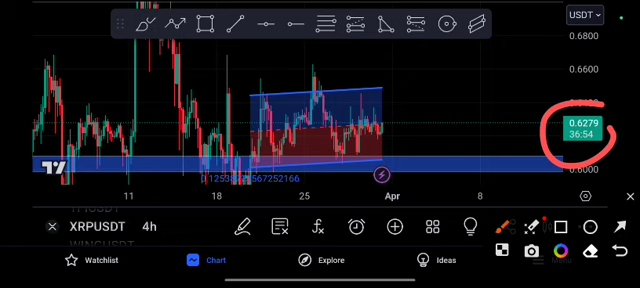 USDT
0.6800
0.6600
0.6279
36:54
0.6000
11
18
25
Apr
8
XRPUSDT 4h
Watchlist
Chart
Explore
Ideas